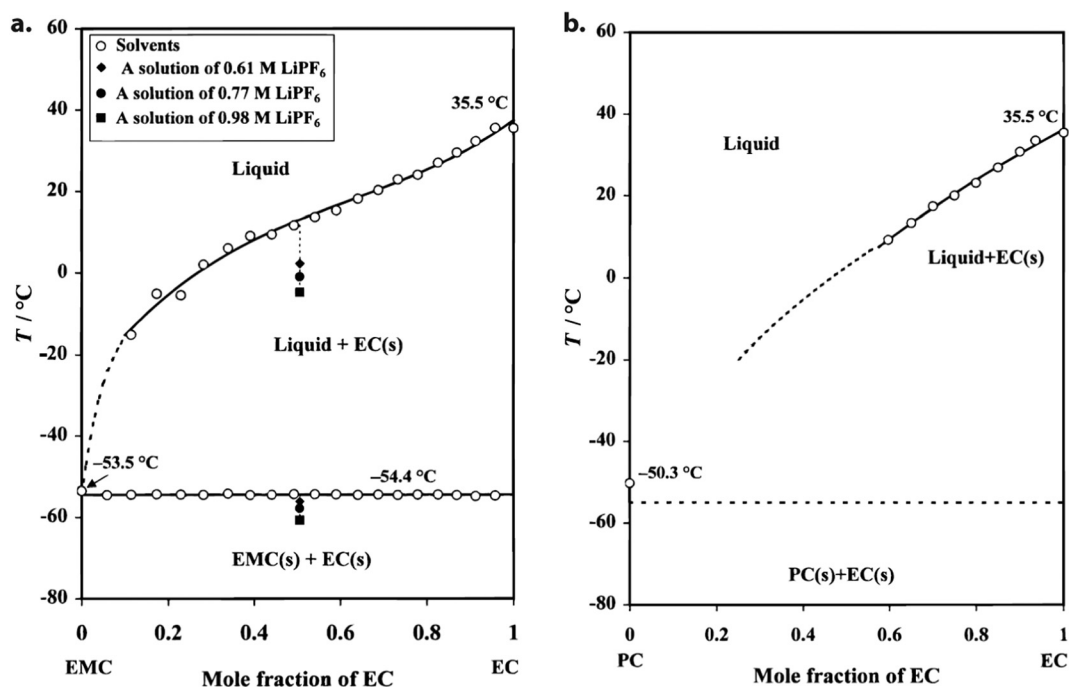 a.
60
40
20
0
-20
-40
-60
-80
T / °C
Solvents
A solution of 0.61 M LiPF6
A solution of 0.77 M LiPF6
A solution of 0.98 M LiPF6
35.5 °C
Liquid
Liquid + EC(s)
–53.5 °C
–54.4 °C
EMC(s) + EC(s)
0 0.2 0.4 0.6 0.8 1
EMC EC
Mole fraction of EC
b.
60
40
20
0
-20
-40
-60
-80
T / °C
35.5 °C
Liquid
Liquid+EC(s)
–50.3 °C
PC(s)+EC(s)
0 0.2 0.4 0.6 0.8 1
PC EC
Mole fraction of EC